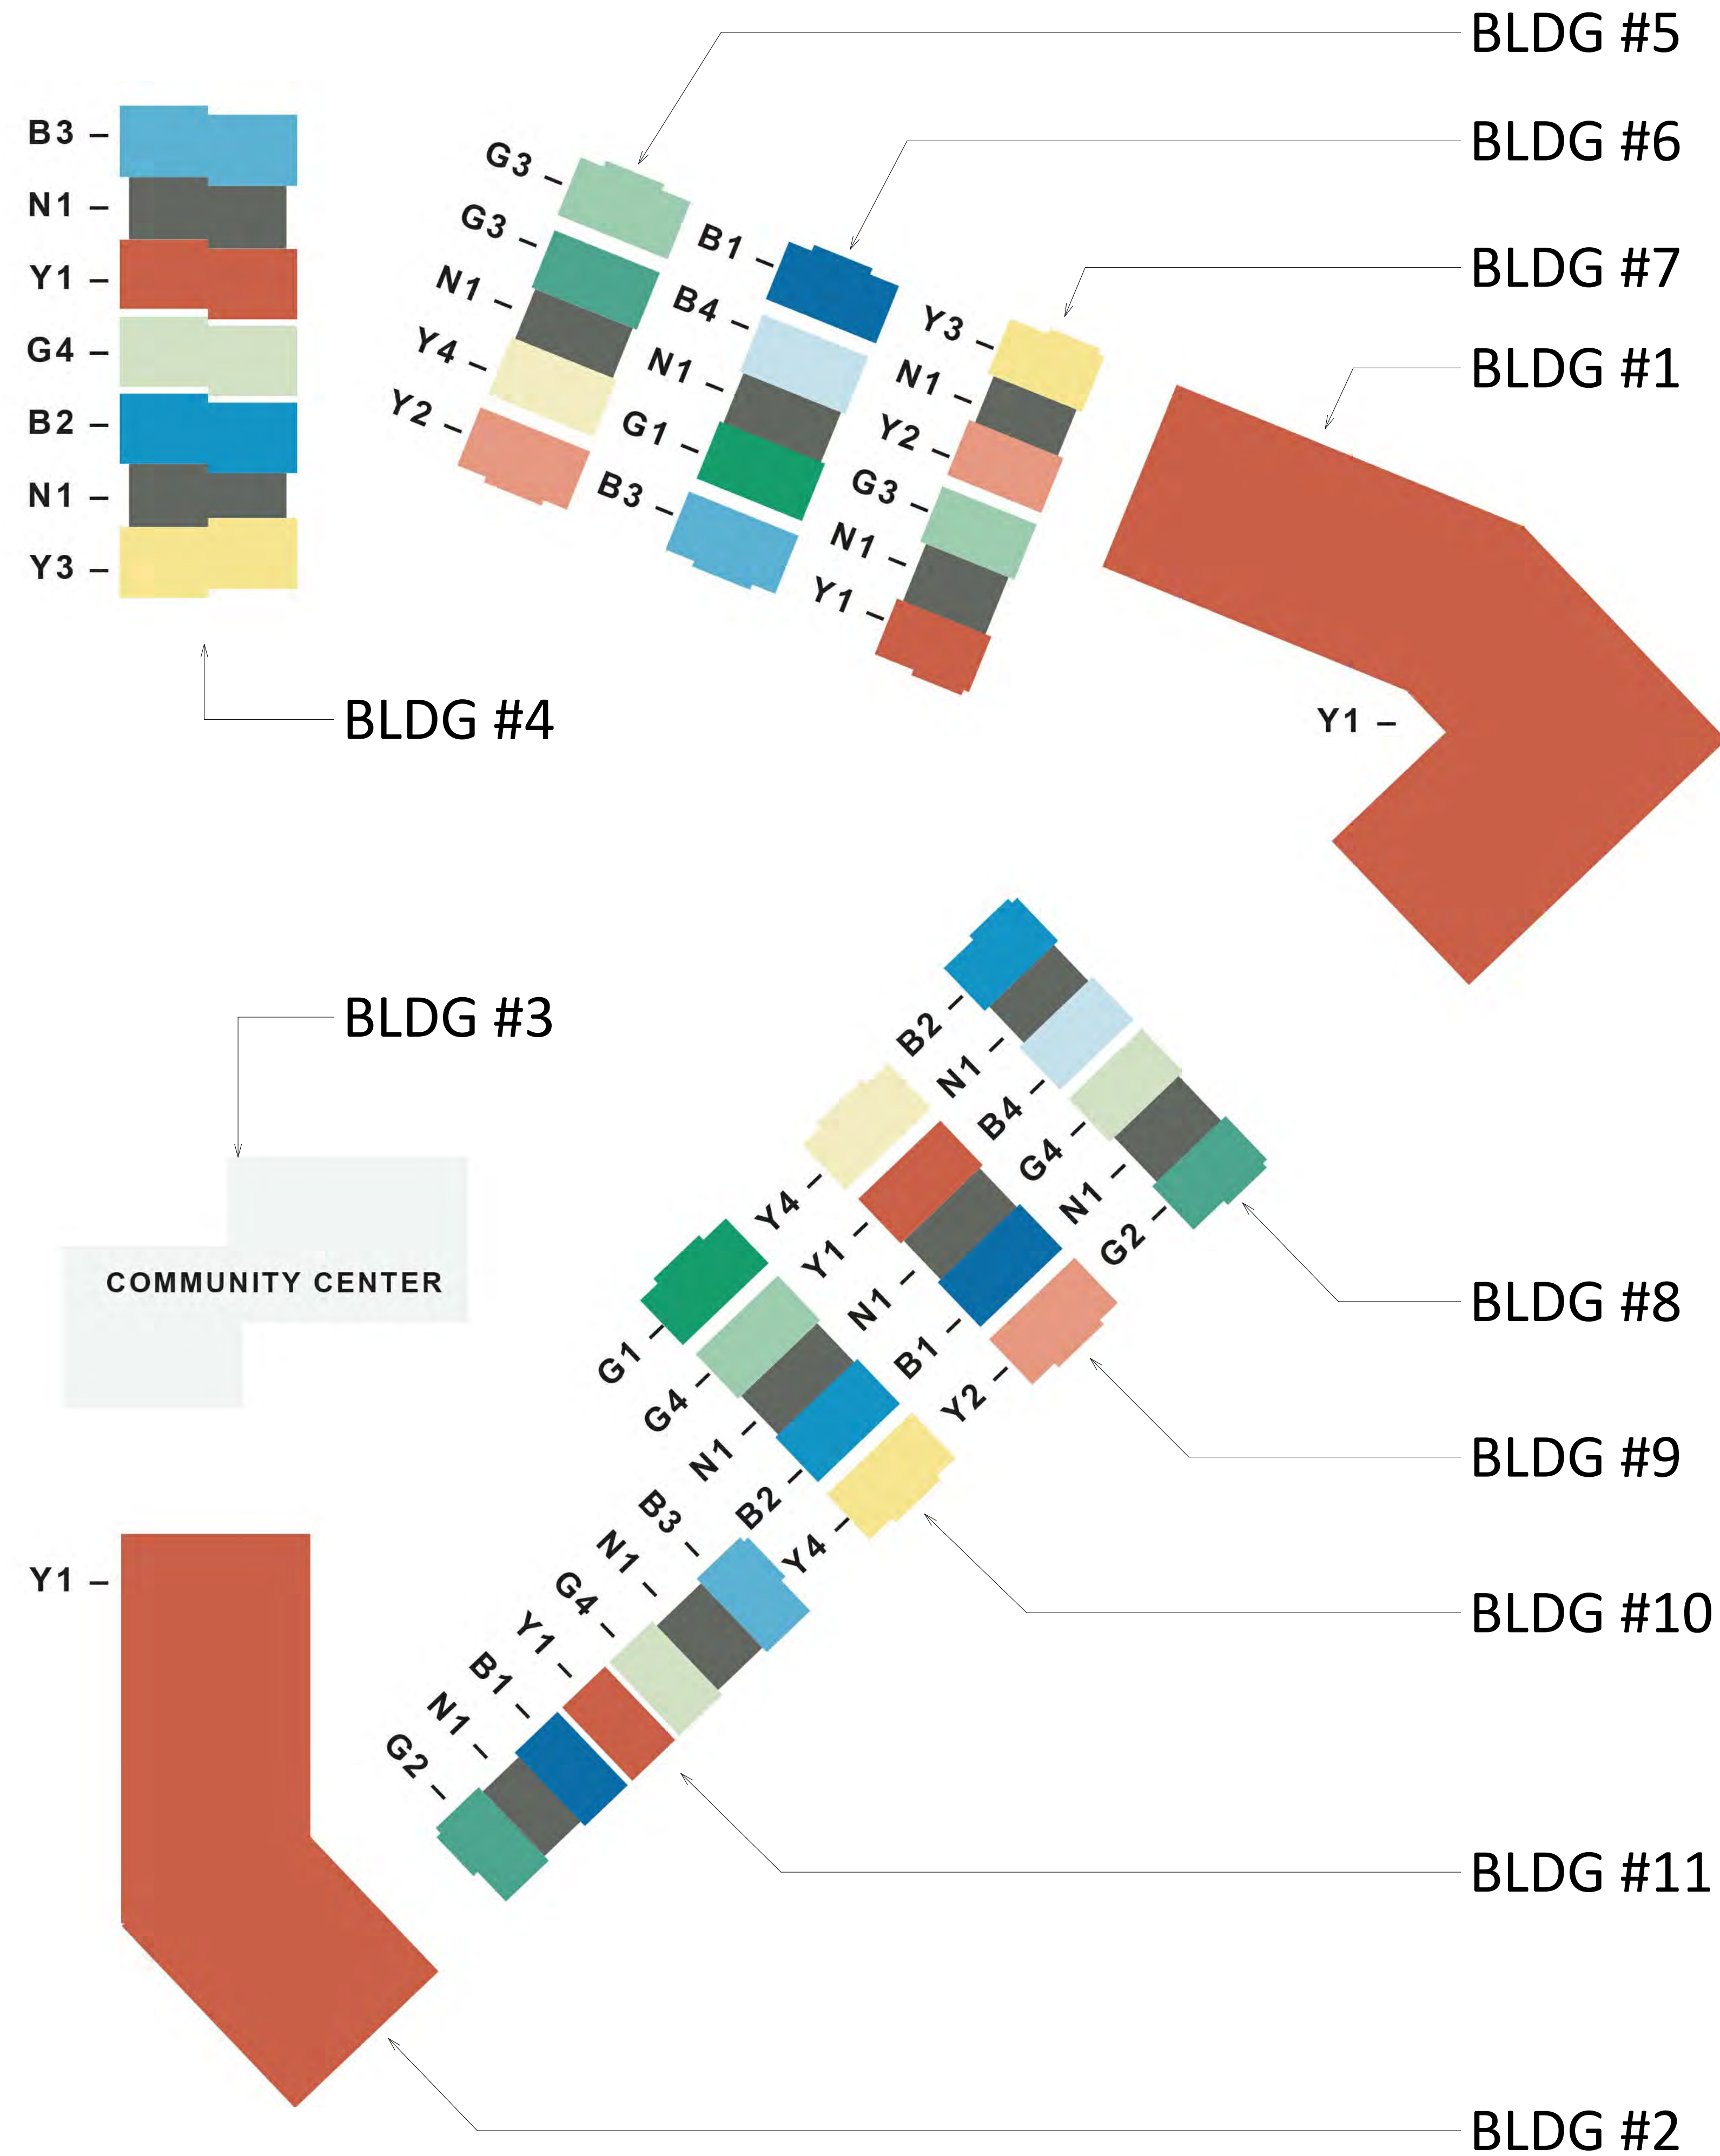 BLDG #5
BLDG #6
BLDG #7
BLDG #1
B3 –
N1 –
Y1 –
G4 –
B2 –
N1 –
Y3 –
BLDG #4
G3 –
G3 –
N1 –
Y4 –
Y2 –
B1 –
B4 –
N1 –
G1 –
B3 –
Y3 –
N1 –
Y2 –
G3 –
N1 –
Y1 –
Y1 –
BLDG #3
COMMUNITY CENTER
B2 –
N1 –
B4 –
G4 –
N1 –
G2 –
BLDG #8
Y4 –
Y1 –
N1 –
B1 –
Y2 –
BLDG #9
G1 –
G4 –
N1 –
B2 –
Y4 –
BLDG #10
B3 –
N1 –
G4 –
Y1 –
B1 –
N1 –
G2 –
BLDG #11
Y1 –
BLDG #2